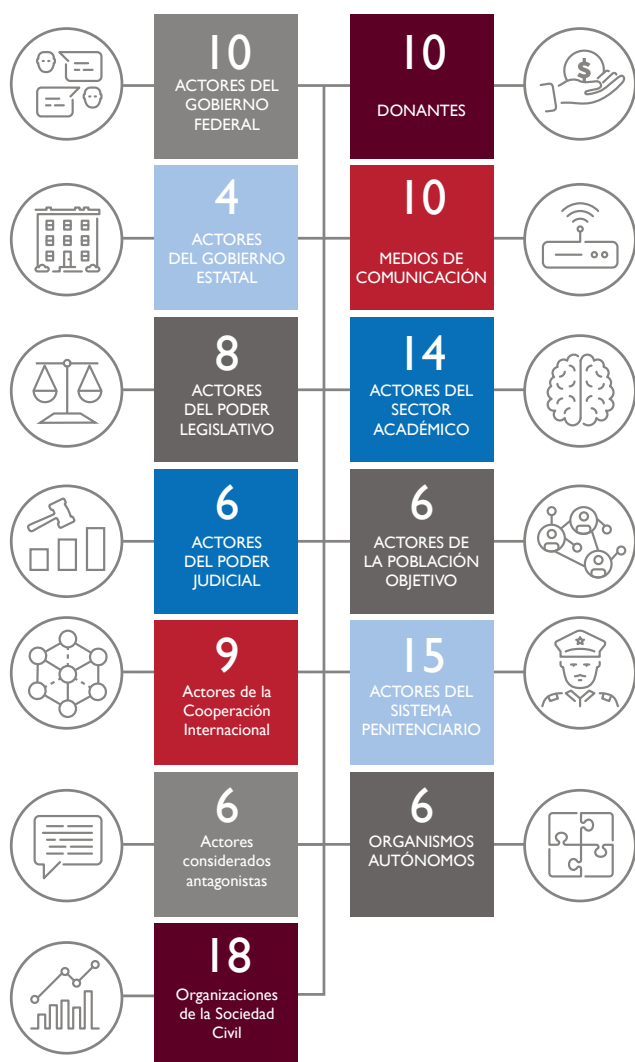 10
ACTORES DEL
GOBIERNO
FEDERAL
10
DONANTES
$
4
ACTORES
DEL GOBIERNO
ESTATAL
10
MEDIOS DE
COMUNICACIÓN
8
ACTORES
DEL PODER
LEGISLATIVO
14
ACTORES DEL
SECTOR
ACADÉMICO
6
ACTORES
DEL PODER
JUDICIAL
6
ACTORES DE
LA POBLACIÓN
OBJETIVO
9
Actores de la
Cooperación
Internacional
15
ACTORES DEL
SISTEMA
PENITENCIARIO
6
Actores
considerados
antagonistas
6
ORGANISMOS
AUTÓNOMOS
18
Organizaciones
de la Sociedad
Civil